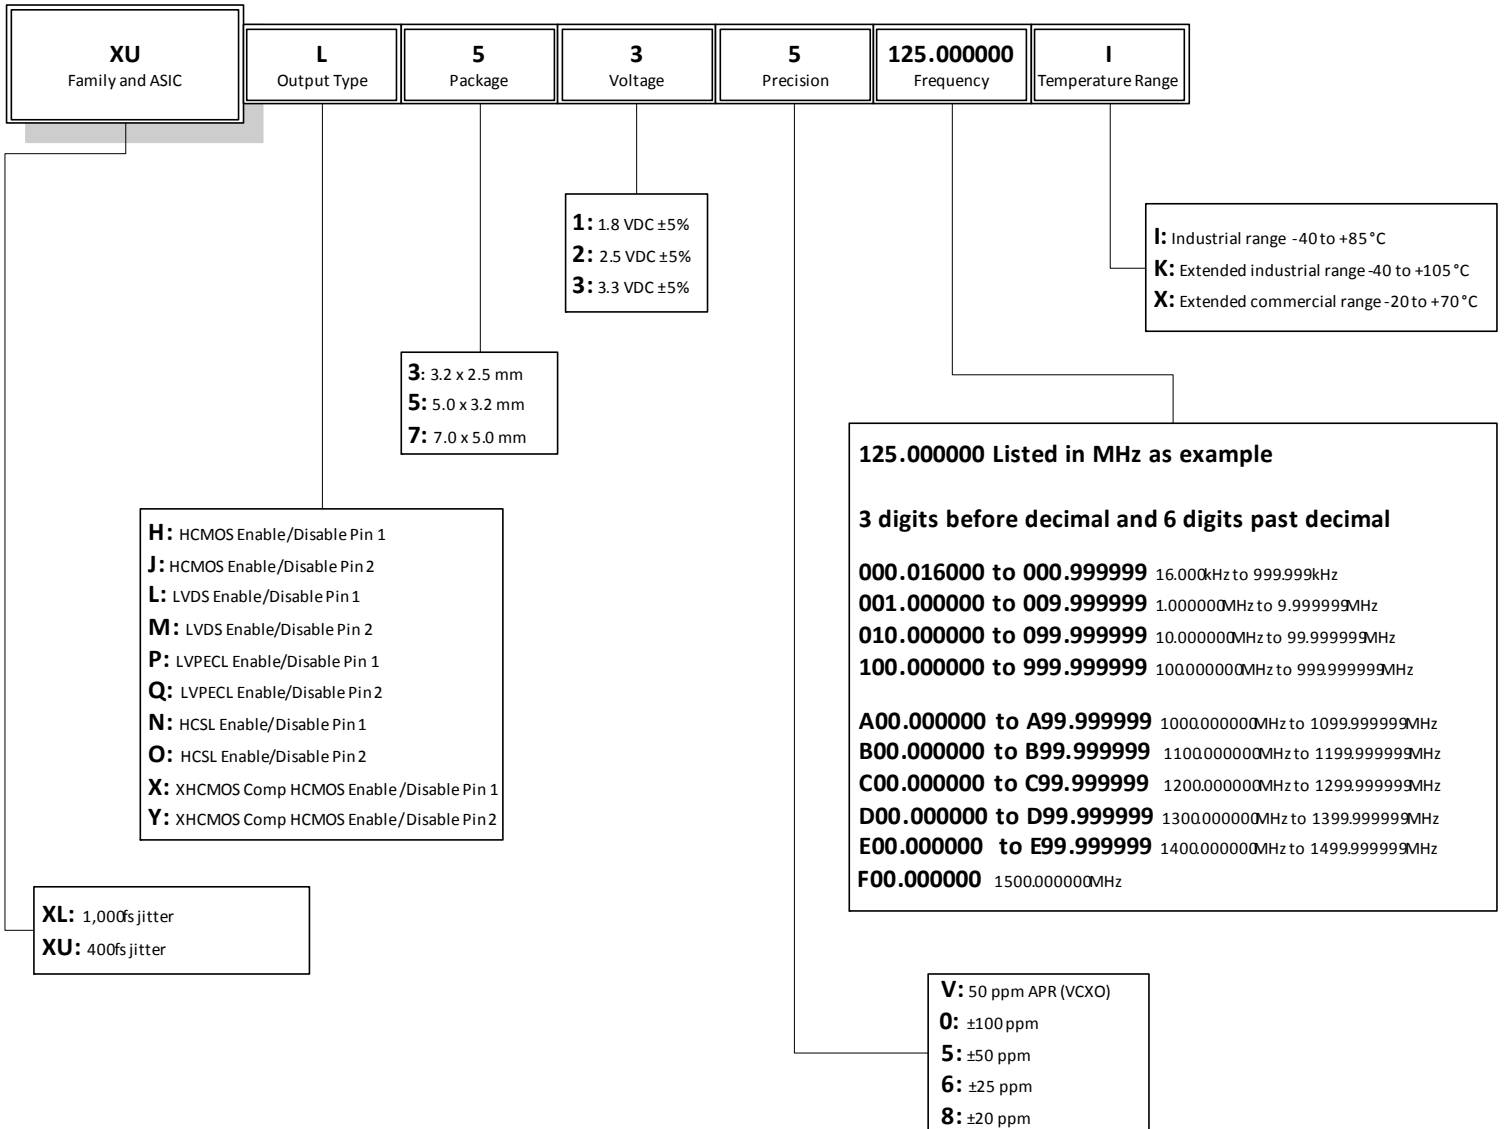 XU
Family and ASIC
L
Output Type
5
Package
3
Voltage
5
Precision
125.000000
Frequency
I
Temperature Range
1: 1.8 VDC ±5%
2: 2.5 VDC ±5%
3: 3.3 VDC ±5%
I: Industrial range -40 to +85°C
K: Extended industrial range -40 to +105°C
X: Extended commercial range -20 to +70°C
3: 3.2 x 2.5 mm
5: 5.0 x 3.2 mm
7: 7.0 x 5.0 mm
125.000000 Listed in MHz as example
3 digits before decimal and 6 digits past decimal
000.016000 to 000.999999 16.000kHz to 999.999kHz
001.000000 to 009.999999 1.000000MHz to 9.999999MHz
010.000000 to 099.999999 10.000000MHz to 99.999999MHz
100.000000 to 999.999999 100.000000MHz to 999.999999MHz
A00.000000 to A99.999999 1000.000000MHz to 1099.999999MHz
B00.000000 to B99.999999 1100.000000MHz to 1199.999999MHz
C00.000000 to C99.999999 1200.000000MHz to 1299.999999MHz
D00.000000 to D99.999999 1300.000000MHz to 1399.999999MHz
E00.000000 to E99.999999 1400.000000MHz to 1499.999999MHz
F00.000000 1500.000000MHz
H: HCMOS Enable/Disable Pin 1
J: HCMOS Enable/Disable Pin 2
L: LVDS Enable/Disable Pin 1
M: LVDS Enable/Disable Pin 2
P: LVPECL Enable/Disable Pin 1
Q: LVPECL Enable/Disable Pin 2
N: HCSL Enable/Disable Pin 1
O: HCSL Enable/Disable Pin 2
X: XHCMOS Comp HCMOS Enable/Disable Pin 1
Y: XHCMOS Comp HCMOS Enable/Disable Pin 2
XL: 1,000fs jitter
XU: 400fs jitter
V: 50 ppm APR (VCXO)
0: ±100 ppm
5: ±50 ppm
6: ±25 ppm
8: ±20 ppm